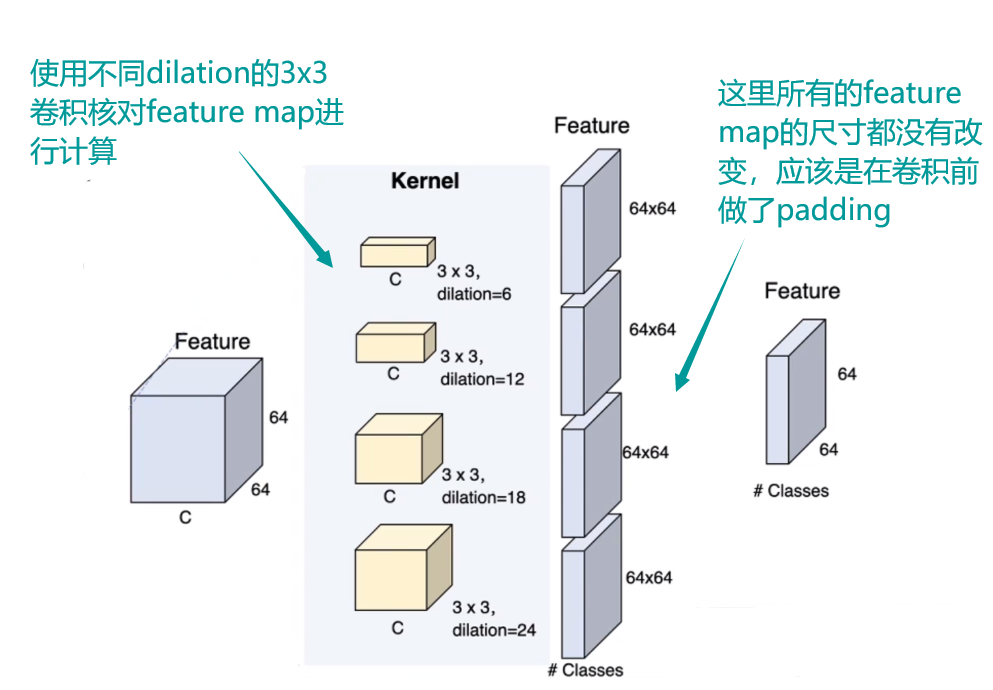 使用不同dilation的3x3
卷积核对feature map进
行计算
这里所有的feature
map的尺寸都没有改
变，应该是在卷积前
做了padding
Feature
64
64
C
Kernel
C
3 x 3,
dilation=6
C
3 x 3,
dilation=12
C
3 x 3,
dilation=18
C
3 x 3,
dilation=24
Feature
64x64
64x64
64x64
64x64
# Classes
Feature
64
64
# Classes